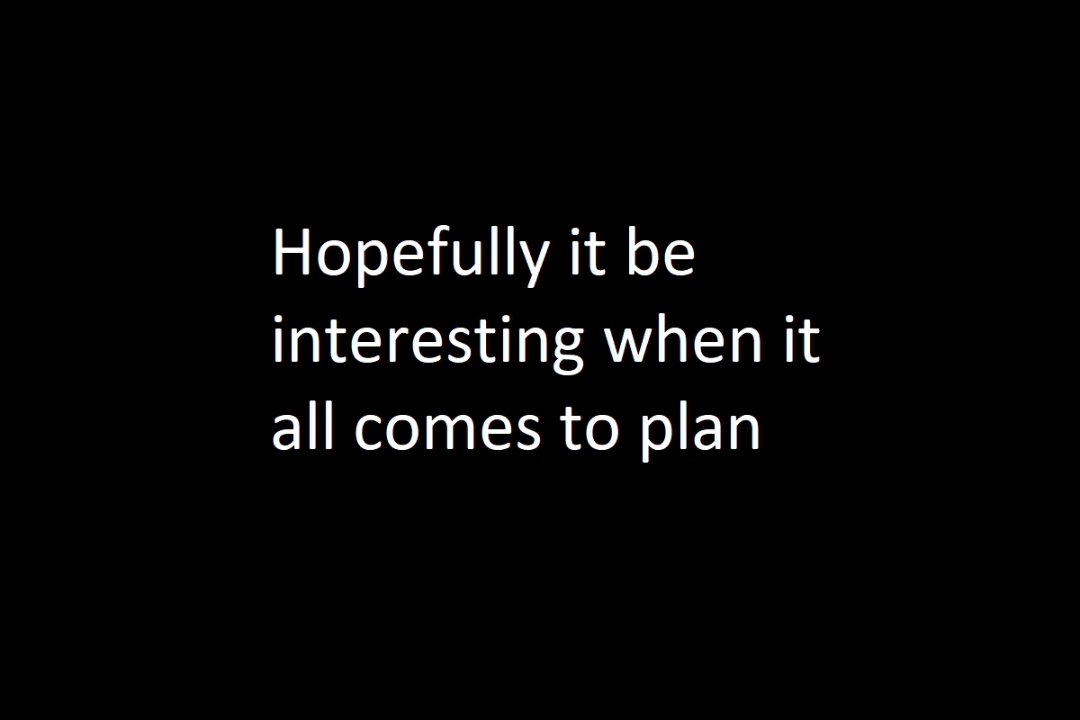 Hopefully it be
interesting when it
all comes to plan